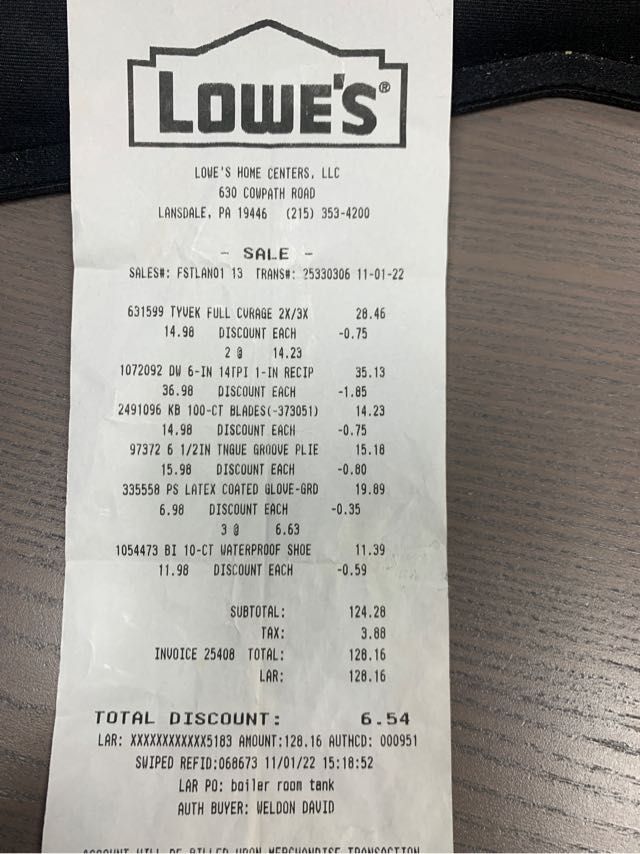 LOWE'S®
LOWE'S HOME CENTERS, LLC
630 COWPATH ROAD
LANSDALE, PA 19446 (215) 353-4200
- SALE -
SALES#: FSTLAN01 13 TRANS#: 25330306 11-01-22
631599 TYVEK FULL CVRAGE 2X/3X 28.46
14.98 DISCOUNT EACH -0.75
2 @ 14.23
1072092 DW 6-IN 14TPI 1-IN RECIP 35.13
36.98 DISCOUNT EACH -1.85
2491096 KB 100-CT BLADES(-373051) 14.23
14.98 DISCOUNT EACH -0.75
97372 6 1/2IN TNGUE GROOVE PLIE 15.18
15.98 DISCOUNT EACH -0.80
335558 PS LATEX COATED GLOVE-GRD 19.89
6.98 DISCOUNT EACH -0.35
3 @ 6.63
1054473 BI 10-CT WATERPROOF SHOE 11.39
11.98 DISCOUNT EACH -0.59
SUBTOTAL: 124.28
TAX: 3.88
INVOICE 25408 TOTAL: 128.16
LAR: 128.16
TOTAL DISCOUNT: 6.54
LAR: XXXXXXXXXXXX5183 AMOUNT:128.16 AUTHCD: 000951
SWIPED REFID:068673 11/01/22 15:18:52
LAR PO: boiler room tank
AUTH BUYER: WELDON DAVID
ACCOUNT WILL BE BILLED UPON MERCHANDISE TRANSACTION